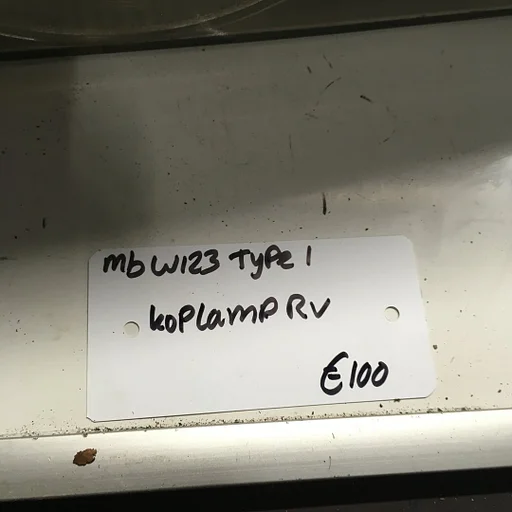 mb W123 Type 1
koplamp RV
€100